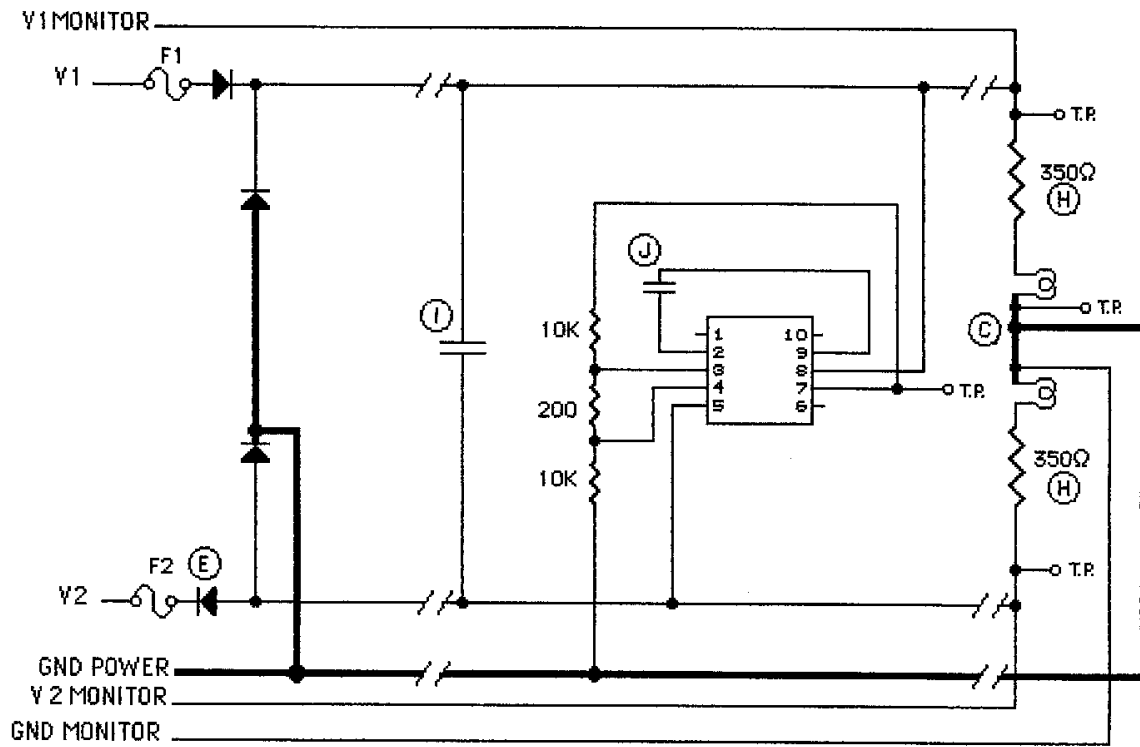 V1 MONITOR
F1
V1
T.P.
350Ω
H
J
I
10K
1 10
2 9
3 8
4 7
5 6
T.P.
C
200
T.P.
10K
350Ω
H
F2
E
T.P.
V2
GND POWER
V 2 MONITOR
GND MONITOR